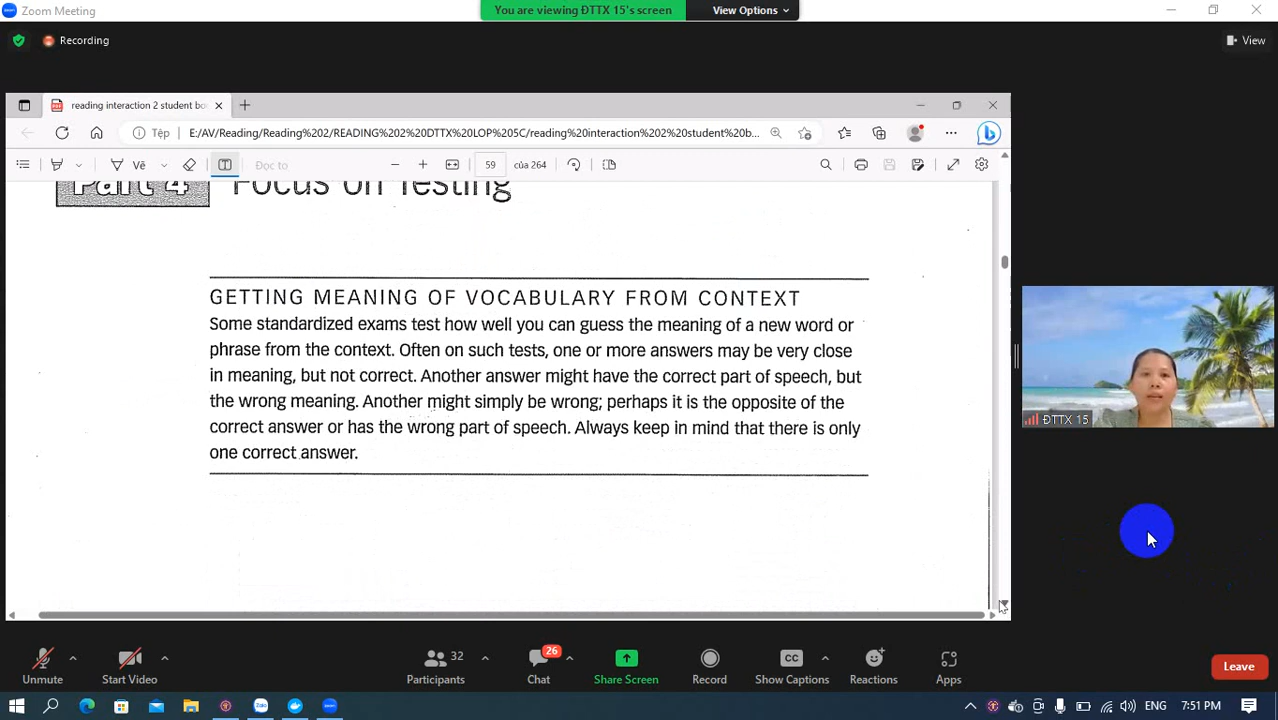 Zoom Meeting
You are viewing ĐTTX 15's screen
View Options
Recording
View
reading interaction 2 student bo
Tệp
E:/AV/Reading/Reading%202/READING%202%20DTTX%20LOP%205C/reading%20interaction%202%20student%20b...
Vẽ
Đọc to
59
của 264
Part 4 Focus on Testing
GETTING MEANING OF VOCABULARY FROM CONTEXT
Some standardized exams test how well you can guess the meaning of a new word or
phrase from the context. Often on such tests, one or more answers may be very close
in meaning, but not correct. Another answer might have the correct part of speech, but
the wrong meaning. Another might simply be wrong; perhaps it is the opposite of the
correct answer or has the wrong part of speech. Always keep in mind that there is only
one correct answer.
ĐTTX 15
Unmute
Start Video
Participants
32
Chat
26
Share Screen
Record
CC
Show Captions
Reactions
Apps
Leave
Zalo
zoom
ENG
7:51 PM